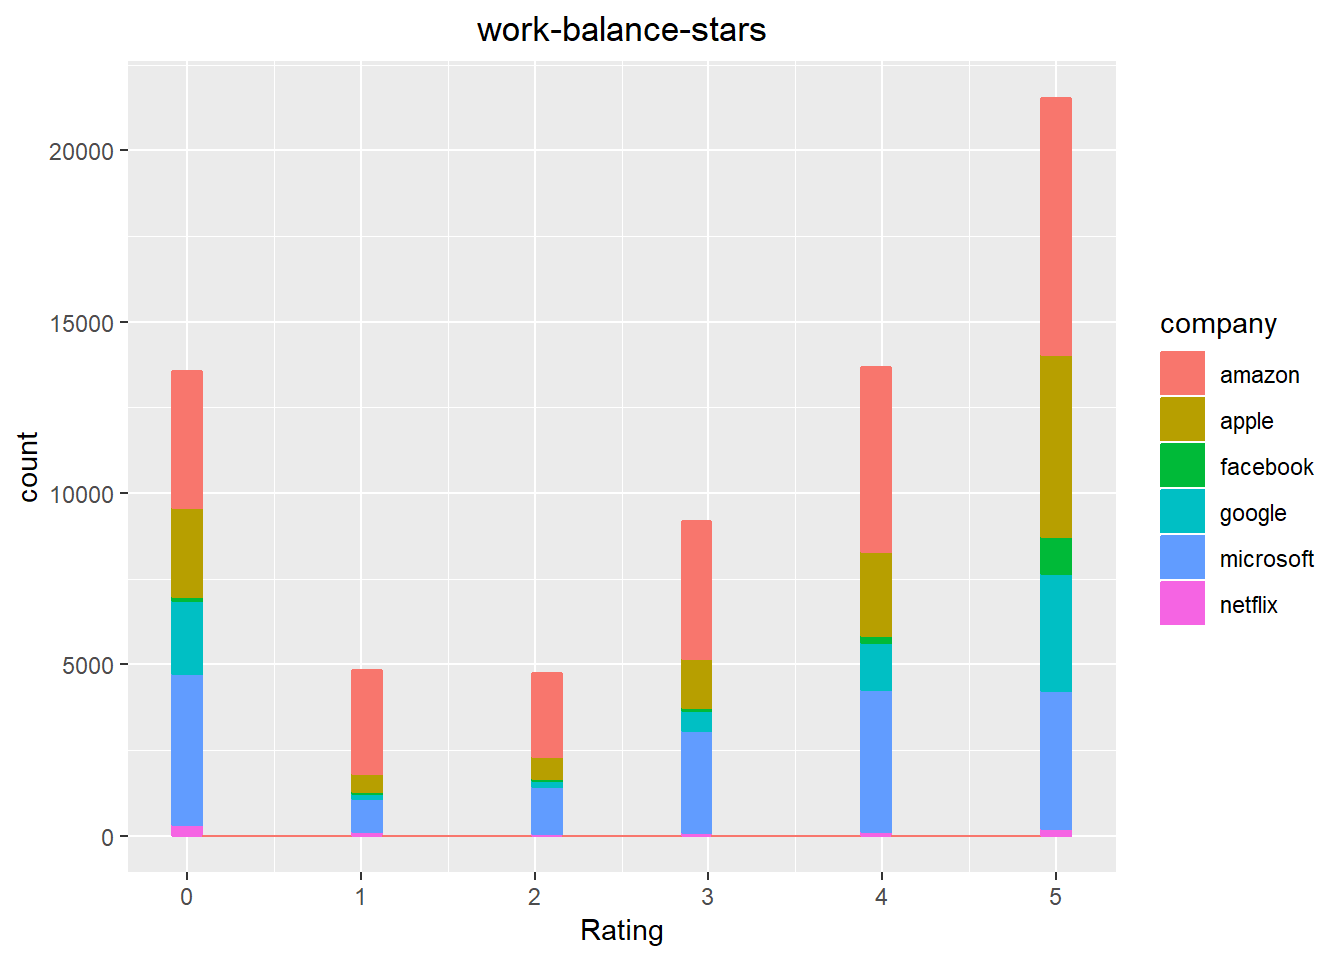 work-balance-stars
20000
15000
10000
5000
0
count
0 1 2 3 4 5
Rating
company
amazon
apple
facebook
google
microsoft
netflix